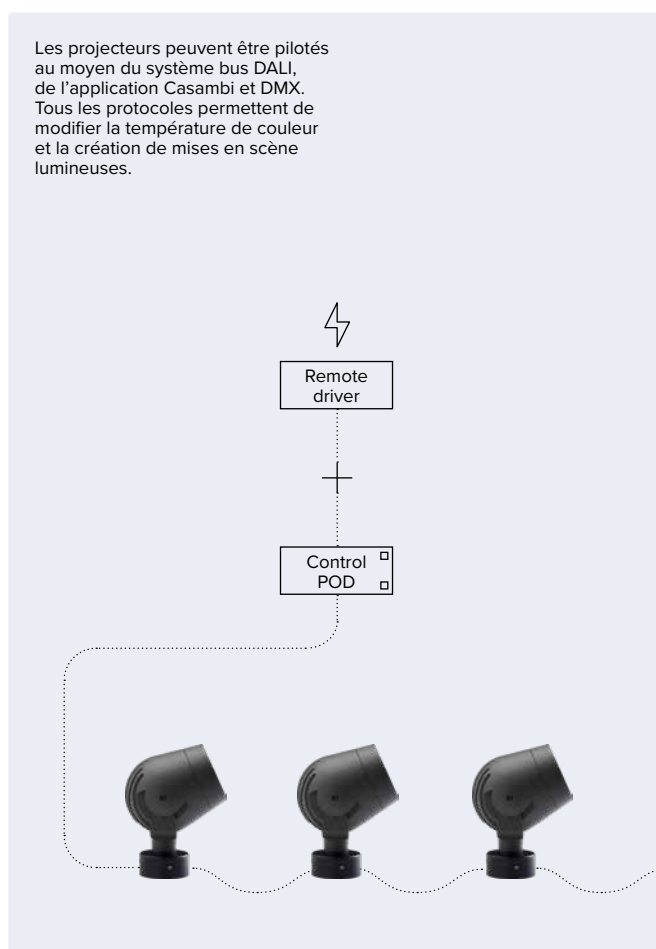 Les projecteurs peuvent être pilotés
au moyen du système bus DALI,
de l’application Casambi et DMX.
Tous les protocoles permettent de
modifier la température de couleur
et la création de mises en scène
lumineuses.
Remote
driver
Control
POD